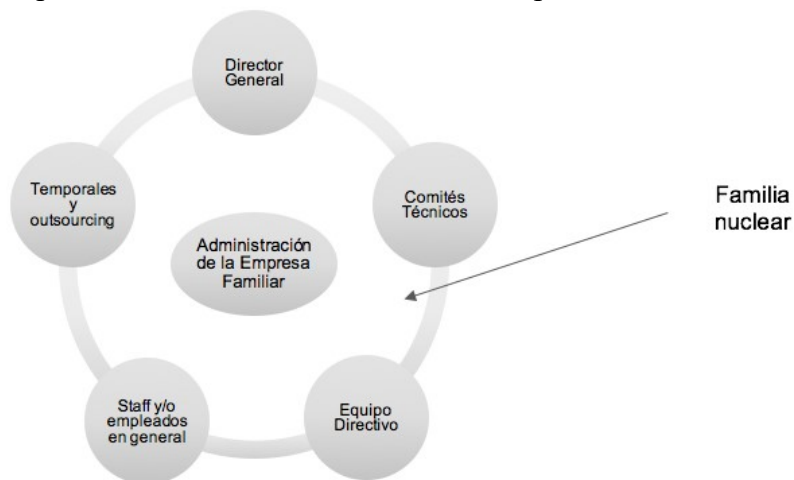 Director
General
Temporales
y
outsourcing
Comités
Técnicos
Familia
nuclear
Administración
de la Empresa
Familiar
Staff y/o
empleados
en general
Equipo
Directivo